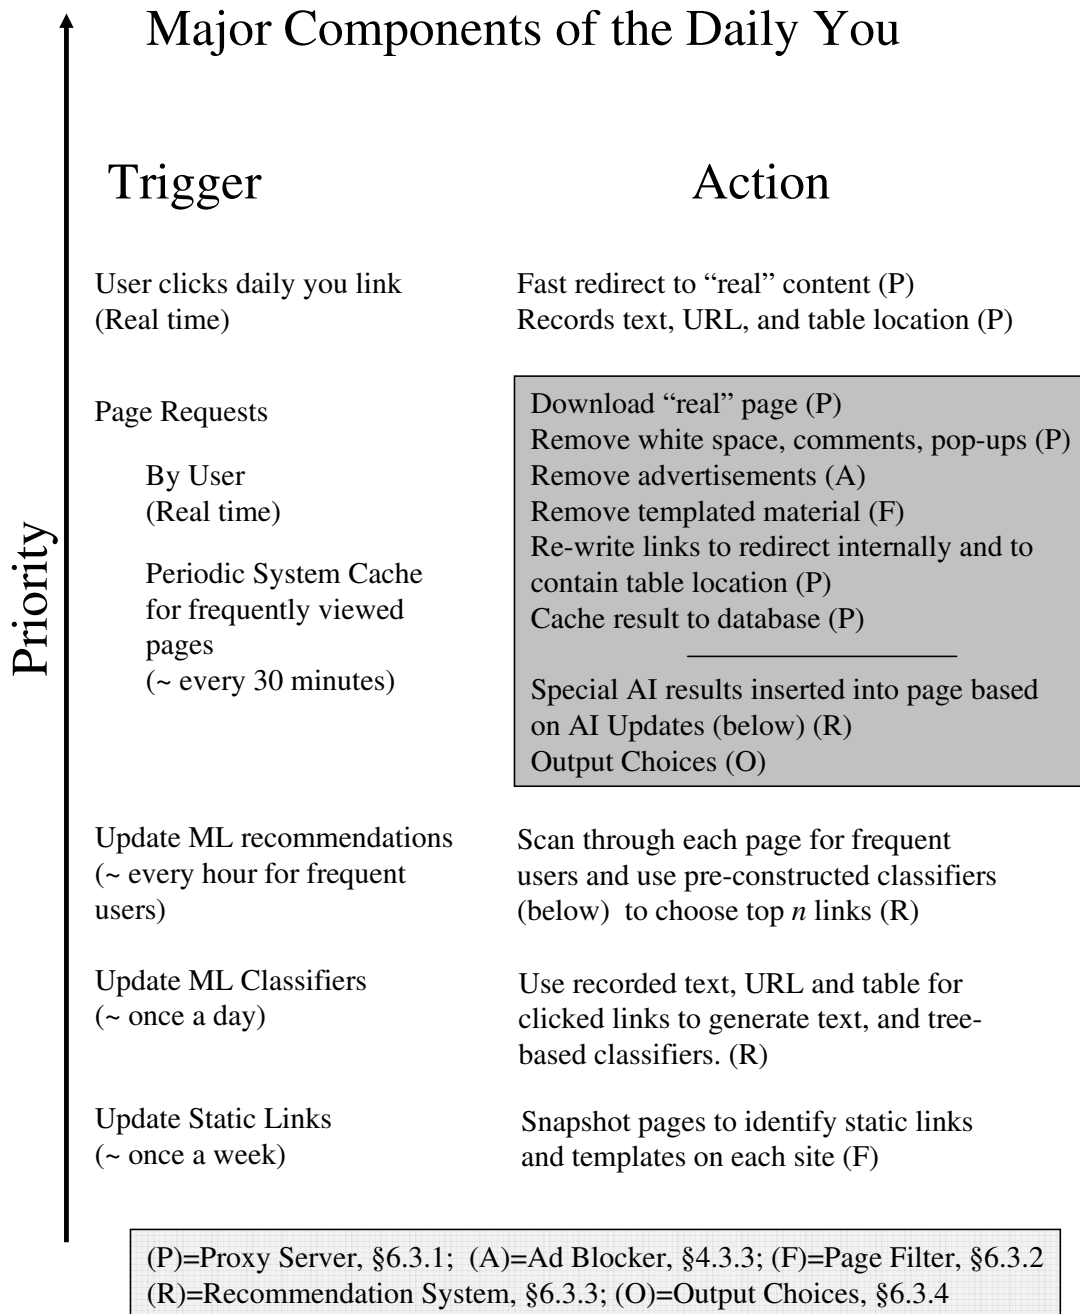 Major Components of the Daily You
Trigger
Action
User clicks daily you link
(Real time)
Fast redirect to “real” content (P)
Records text, URL, and table location (P)
Page Requests
By User
(Real time)
Periodic System Cache
for frequently viewed
pages
(~ every 30 minutes)
Download “real” page (P)
Remove white space, comments, pop-ups (P)
Remove advertisements (A)
Remove templated material (F)
Re-write links to redirect internally and to
contain table location (P)
Cache result to database (P)
Special AI results inserted into page based
on AI Updates (below) (R)
Output Choices (O)
Update ML recommendations
(~ every hour for frequent
users)
Scan through each page for frequent
users and use pre-constructed classifiers
(below)  to choose top n links (R)
Update ML Classifiers
(~ once a day)
Use recorded text, URL and table for
clicked links to generate text, and tree-
based classifiers. (R)
Update Static Links
(~ once a week)
Snapshot pages to identify static links
and templates on each site (F)
Priority
(P)=Proxy Server, §6.3.1;  (A)=Ad Blocker, §4.3.3; (F)=Page Filter, §6.3.2
(R)=Recommendation System, §6.3.3; (O)=Output Choices, §6.3.4